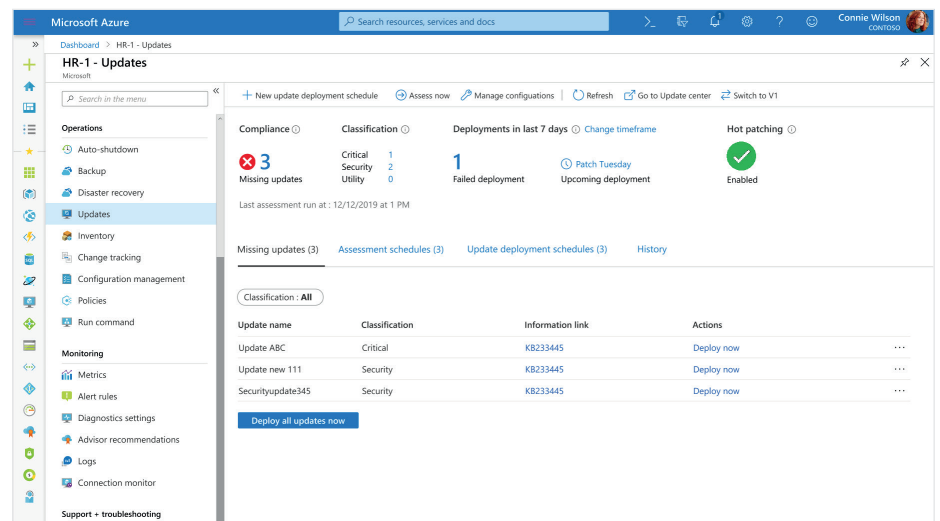 Microsoft Azure
Search resources, services and docs
1
Connie Wilson
CONTOSO
Dashboard > HR-1 - Updates
HR-1 - Updates
Microsoft
Search in the menu
Operations
Auto-shutdown
Backup
Disaster recovery
Updates
Inventory
Change tracking
Configuration management
Policies
Run command
Monitoring
Metrics
Alert rules
Diagnostics settings
Advisor recommendations
Logs
Connection monitor
Support + troubleshooting
New update deployment schedule Assess now Manage configuations Refresh Go to Update center Switch to V1
Compliance
3
Missing updates
Classification
Critical 1
Security 2
Utility 0
Deployments in last 7 days Change timeframe
1
Failed deployment
Patch Tuesday
Upcoming deployment
Hot patching
Enabled
Last assessment run at : 12/12/2019 at 1 PM
Missing updates (3) Assessment schedules (3) Update deployment schedules (3) History
Classification : All
Update name Classification Information link Actions
Update ABC Critical KB233445 Deploy now ...
Update new 111 Security KB233445 Deploy now ...
Securityupdate345 Security KB233445 Deploy now ...
Deploy all updates now